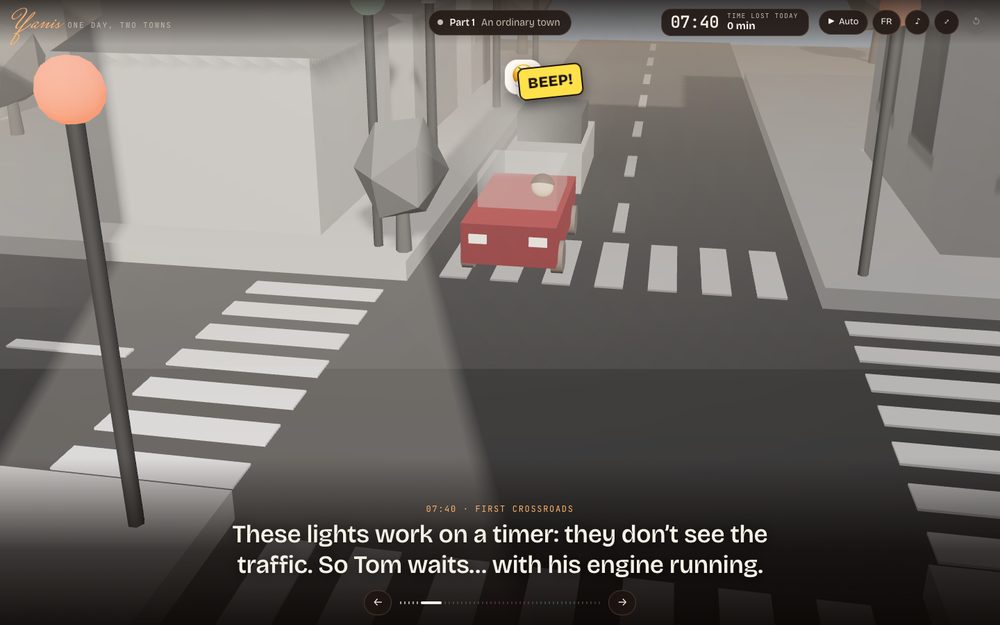 Yanis ONE DAY, TWO TOWNS
Part 1 An ordinary town
07:40 TIME LOST TODAY
0 min
Auto
FR
BEEP!
07:40 · FIRST CROSSROADS
These lights work on a timer: they don’t see the
traffic. So Tom waits... with his engine running.